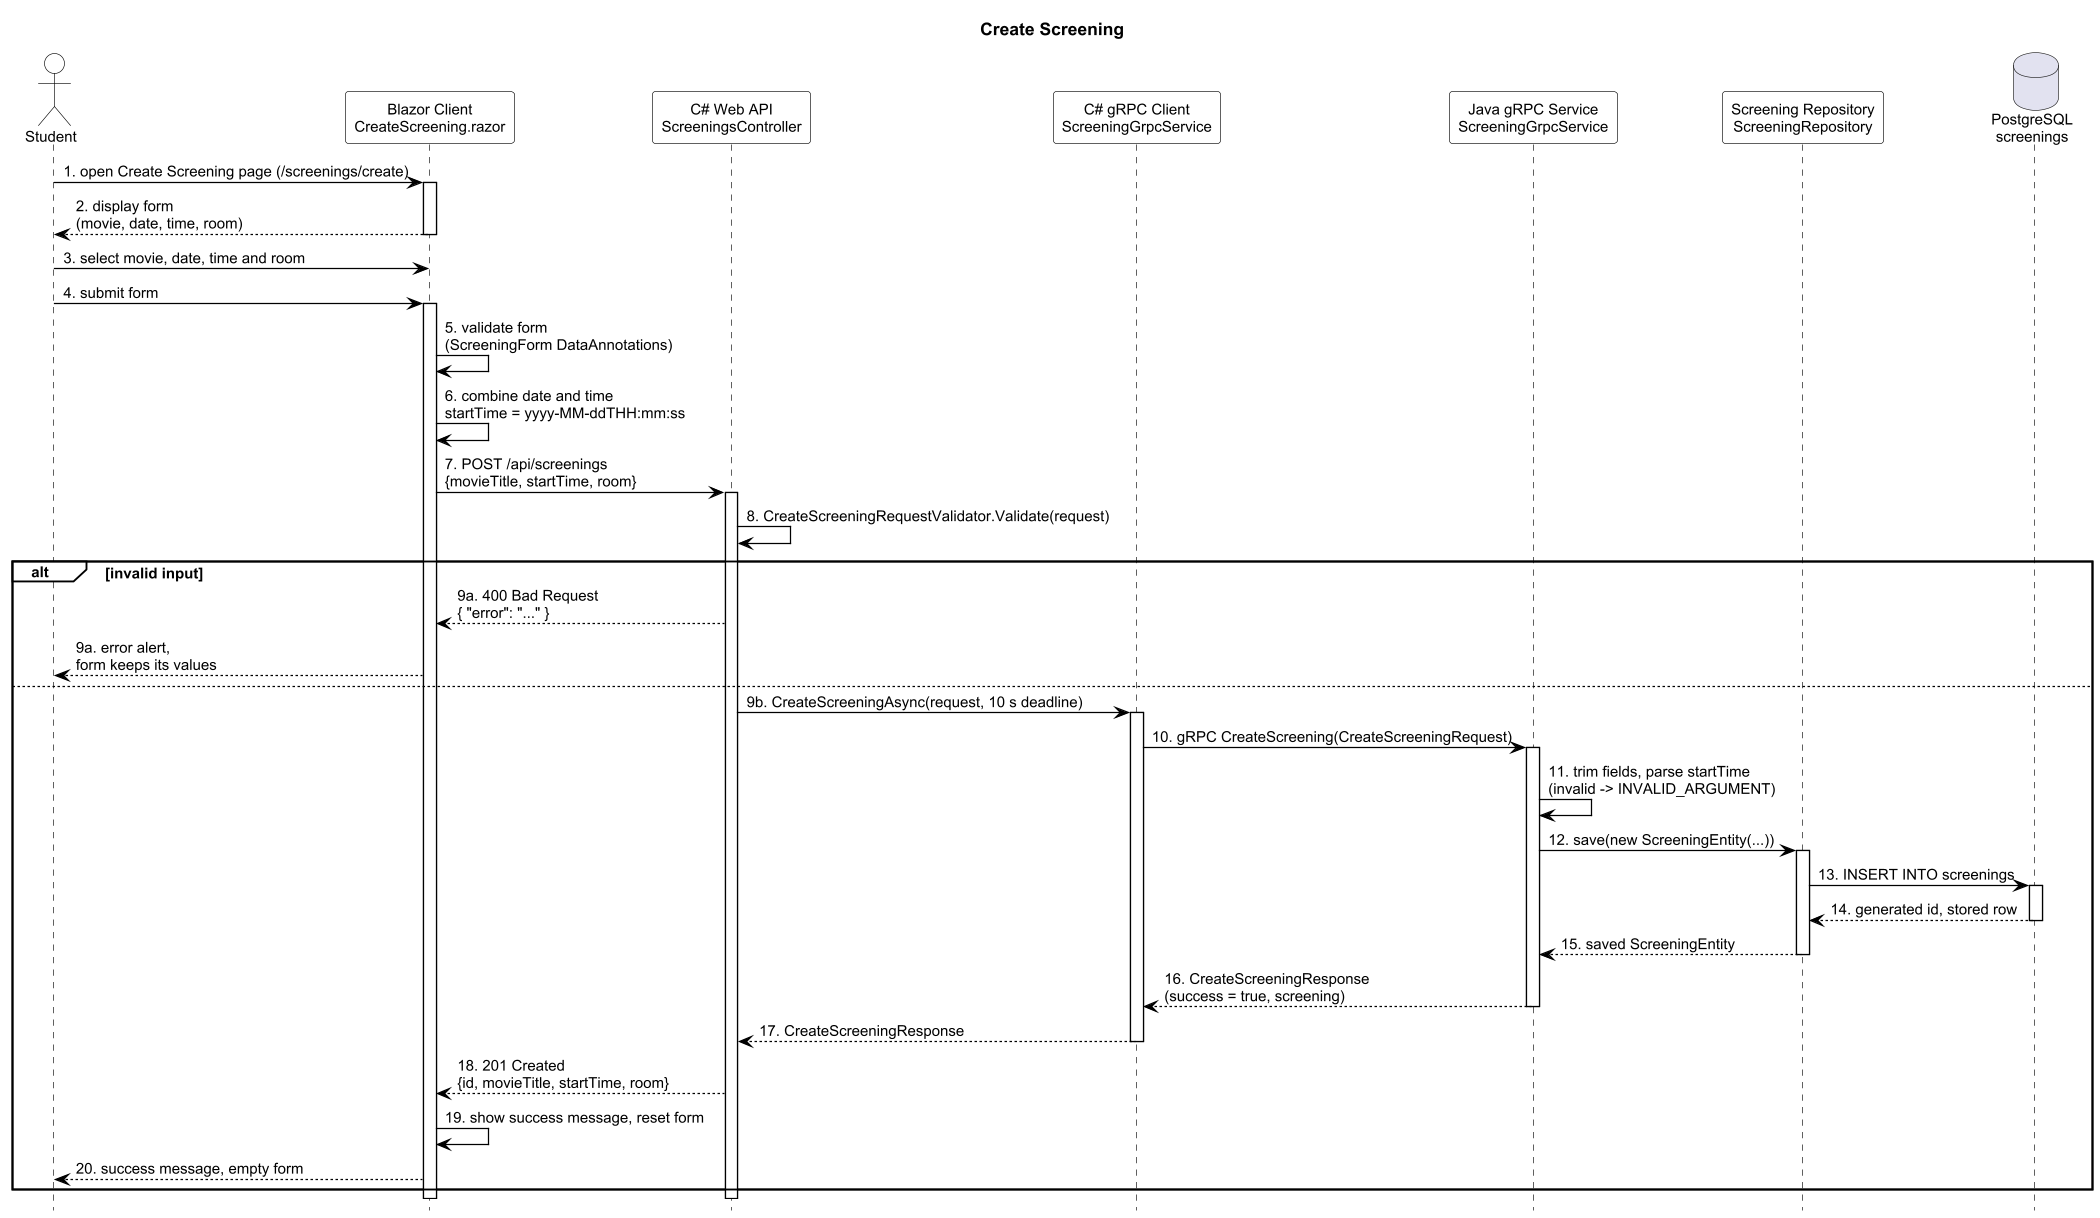 Create Screening
Student
Blazor Client
CreateScreening.razor
C# Web API
ScreeningsController
C# gRPC Client
ScreeningGrpcService
Java gRPC Service
ScreeningGrpcService
Screening Repository
ScreeningRepository
PostgreSQL
screenings
1. open Create Screening page (/screenings/create)
2. display form
(movie, date, time, room)
3. select movie, date, time and room
4. submit form
5. validate form
(ScreeningForm DataAnnotations)
6. combine date and time
startTime = yyyy-MM-ddTHH:mm:ss
7. POST /api/screenings
{movieTitle, startTime, room}
8. CreateScreeningRequestValidator.Validate(request)
alt
[invalid input]
9a. 400 Bad Request
{ "error": "..." }
9a. error alert,
form keeps its values
9b. CreateScreeningAsync(request, 10 s deadline)
10. gRPC CreateScreening(CreateScreeningRequest)
11. trim fields, parse startTime
(invalid -> INVALID_ARGUMENT)
12. save(new ScreeningEntity(...))
13. INSERT INTO screenings
14. generated id, stored row
15. saved ScreeningEntity
16. CreateScreeningResponse
(success = true, screening)
17. CreateScreeningResponse
18. 201 Created
{id, movieTitle, startTime, room}
19. show success message, reset form
20. success message, empty form